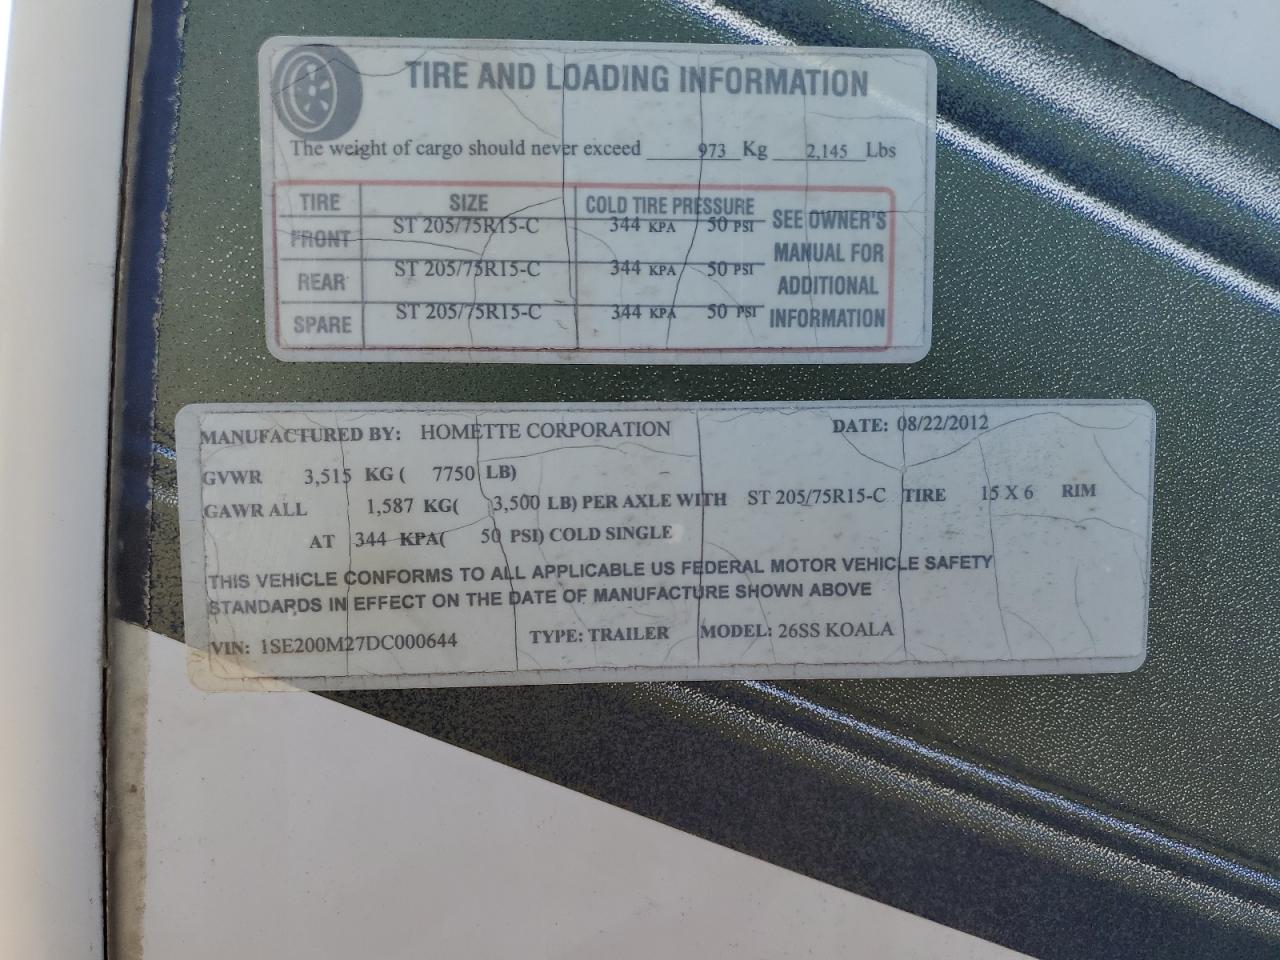 TIRE AND LOADING INFORMATION
The weight of cargo should never exceed 973 Kg 2,145 Lbs
TIRE SIZE COLD TIRE PRESSURE SEE OWNER'S MANUAL FOR ADDITIONAL INFORMATION
FRONT ST 205/75R15-C 344 KPA 50 PSI
REAR ST 205/75R15-C 344 KPA 50 PSI
SPARE ST 205/75R15-C 344 KPA 50 PSI
MANUFACTURED BY: HOMETTE CORPORATION DATE: 08/22/2012
GVWR 3,515 KG ( 7750 LB)
GAWR ALL 1,587 KG( 3,500 LB) PER AXLE WITH ST 205/75R15-C TIRE 15 X 6 RIM
AT 344 KPA( 50 PSI) COLD SINGLE
THIS VEHICLE CONFORMS TO ALL APPLICABLE US FEDERAL MOTOR VEHICLE SAFETY
STANDARDS IN EFFECT ON THE DATE OF MANUFACTURE SHOWN ABOVE
VIN: 1SE200M27DC000644 TYPE: TRAILER MODEL: 26SS KOALA